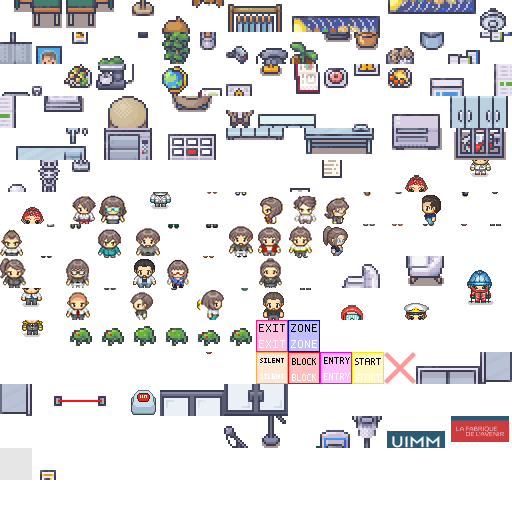 EXIT ZONE
EXIT ZONE
SILENT BLOCK ENTRY START
SILENT BLOCK ENTRY START
UIMM
LA FABRIQUE
DE L'AVENIR